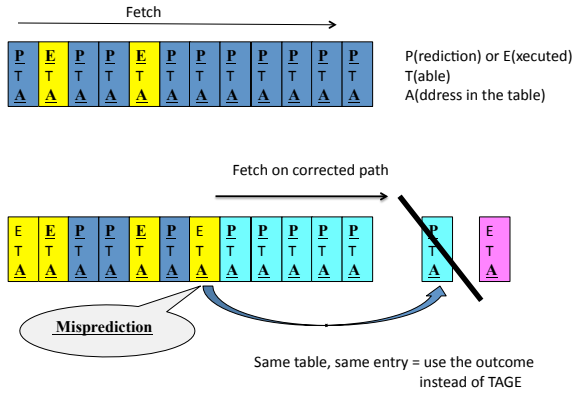 Fetch
P E P P E P P P P P P P
T T T T T T T T T T T T
A A A A A A A A A A A A
P(rediction) or E(xecuted)
T(able)
A(ddress in the table)
Fetch on corrected path
E E P P E P E P P P P P P E
T T T T T T T T T T T T T T
A A A A A A A A A A A A A A
Misprediction
Same table, same entry = use the outcome
instead of TAGE